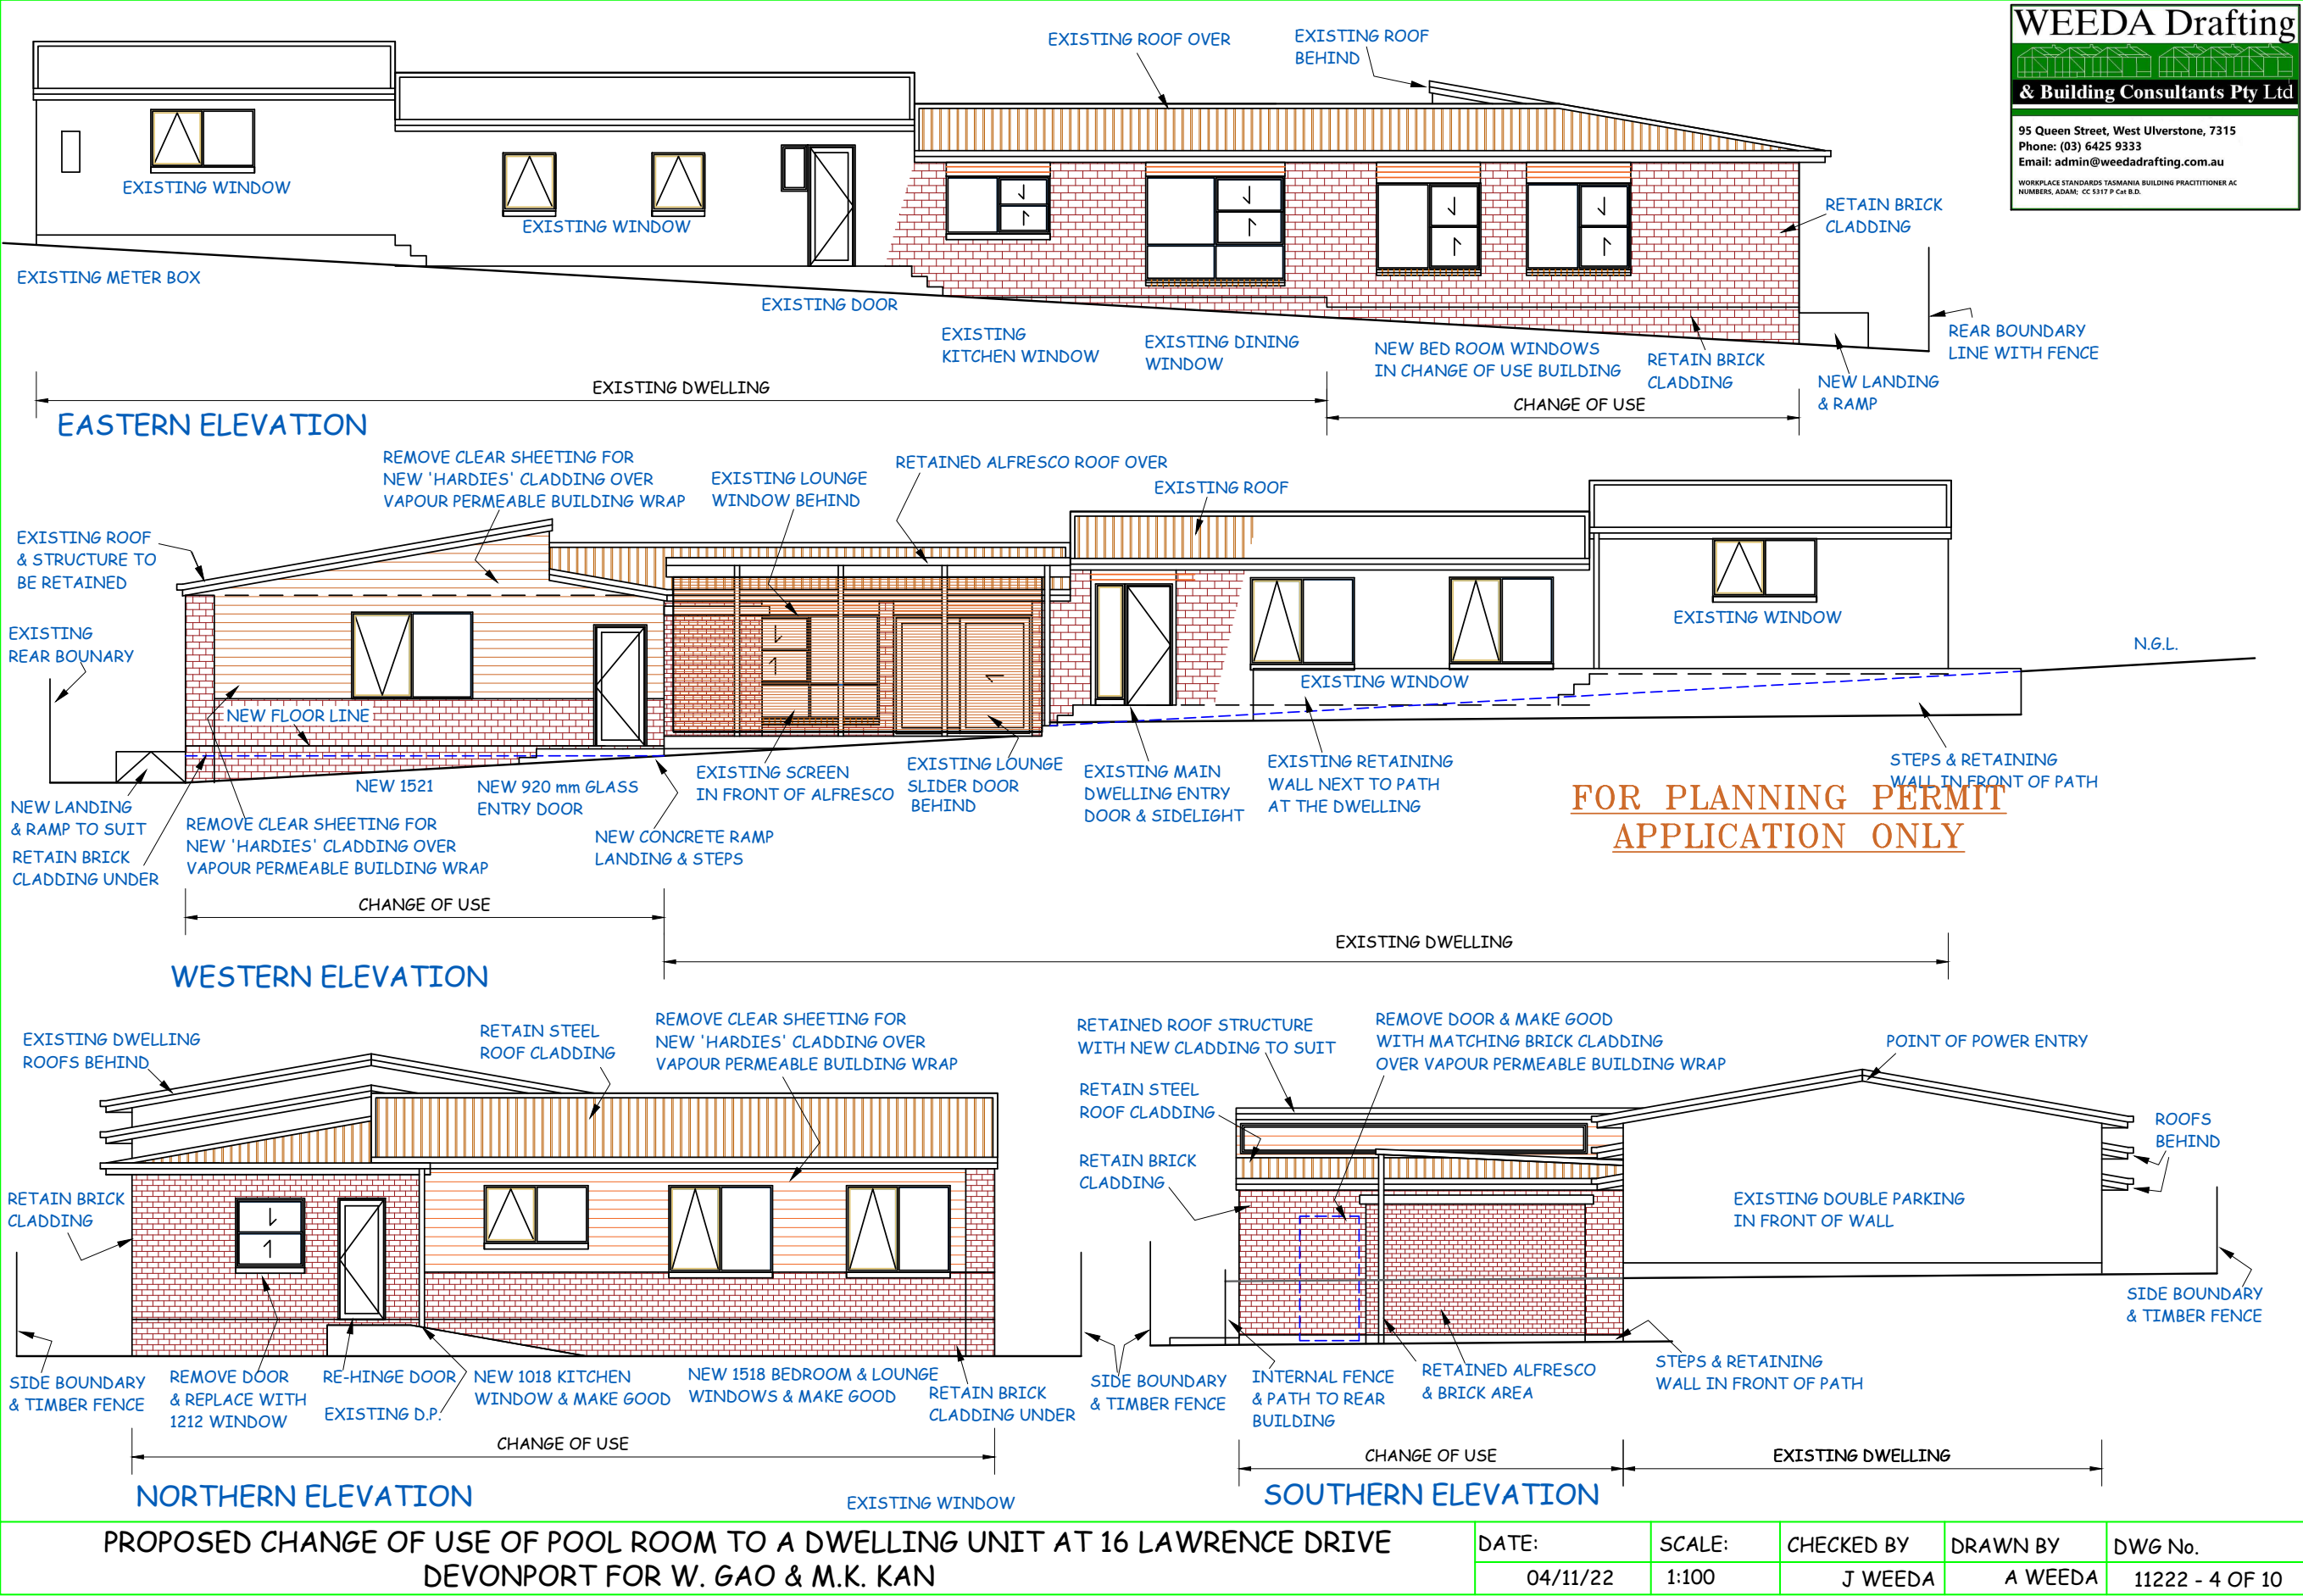 WEEDA Drafting
& Building Consultants Pty Ltd
95 Queen Street, West Ulverstone, 7315
Phone: (03) 6425 9333
Email: admin@weedadrafting.com.au
WORKPLACE STANDARDS TASMANIA BUILDING PRACTITIONER AC
NUMBERS, ADAM; CC 5317 P Cat B.D.
EXISTING ROOF OVER
EXISTING ROOF
BEHIND
EXISTING WINDOW
EXISTING WINDOW
RETAIN BRICK
CLADDING
EXISTING METER BOX
EXISTING DOOR
EXISTING
KITCHEN WINDOW
EXISTING DINING
WINDOW
NEW BED ROOM WINDOWS
IN CHANGE OF USE BUILDING
RETAIN BRICK
CLADDING
NEW LANDING
& RAMP
REAR BOUNDARY
LINE WITH FENCE
EXISTING DWELLING
CHANGE OF USE
EASTERN ELEVATION
REMOVE CLEAR SHEETING FOR
NEW 'HARDIES' CLADDING OVER
VAPOUR PERMEABLE BUILDING WRAP
EXISTING LOUNGE
WINDOW BEHIND
RETAINED ALFRESCO ROOF OVER
EXISTING ROOF
EXISTING ROOF
& STRUCTURE TO
BE RETAINED
EXISTING
REAR BOUNARY
NEW FLOOR LINE
EXISTING WINDOW
EXISTING WINDOW
N.G.L.
NEW LANDING
& RAMP TO SUIT
RETAIN BRICK
CLADDING UNDER
REMOVE CLEAR SHEETING FOR
NEW 'HARDIES' CLADDING OVER
VAPOUR PERMEABLE BUILDING WRAP
NEW 1521
NEW 920 mm GLASS
ENTRY DOOR
NEW CONCRETE RAMP
LANDING & STEPS
EXISTING SCREEN
IN FRONT OF ALFRESCO
EXISTING LOUNGE
SLIDER DOOR
BEHIND
EXISTING MAIN
DWELLING ENTRY
DOOR & SIDELIGHT
EXISTING RETAINING
WALL NEXT TO PATH
AT THE DWELLING
STEPS & RETAINING
WALL IN FRONT OF PATH
FOR PLANNING PERMIT
APPLICATION ONLY
CHANGE OF USE
EXISTING DWELLING
WESTERN ELEVATION
EXISTING DWELLING
ROOFS BEHIND
RETAIN STEEL
ROOF CLADDING
REMOVE CLEAR SHEETING FOR
NEW 'HARDIES' CLADDING OVER
VAPOUR PERMEABLE BUILDING WRAP
RETAIN BRICK
CLADDING
SIDE BOUNDARY
& TIMBER FENCE
REMOVE DOOR
& REPLACE WITH
1212 WINDOW
RE-HINGE DOOR
EXISTING D.P.
NEW 1018 KITCHEN
WINDOW & MAKE GOOD
NEW 1518 BEDROOM & LOUNGE
WINDOWS & MAKE GOOD
RETAIN BRICK
CLADDING UNDER
CHANGE OF USE
NORTHERN ELEVATION
EXISTING WINDOW
RETAINED ROOF STRUCTURE
WITH NEW CLADDING TO SUIT
REMOVE DOOR & MAKE GOOD
WITH MATCHING BRICK CLADDING
OVER VAPOUR PERMEABLE BUILDING WRAP
POINT OF POWER ENTRY
RETAIN STEEL
ROOF CLADDING
RETAIN BRICK
CLADDING
ROOFS
BEHIND
EXISTING DOUBLE PARKING
IN FRONT OF WALL
SIDE BOUNDARY
& TIMBER FENCE
SIDE BOUNDARY
& TIMBER FENCE
INTERNAL FENCE
& PATH TO REAR
BUILDING
RETAINED ALFRESCO
& BRICK AREA
STEPS & RETAINING
WALL IN FRONT OF PATH
CHANGE OF USE
EXISTING DWELLING
SOUTHERN ELEVATION
PROPOSED CHANGE OF USE OF POOL ROOM TO A DWELLING UNIT AT 16 LAWRENCE DRIVE
DEVONPORT FOR W. GAO & M.K. KAN
DATE:
04/11/22
SCALE:
1:100
CHECKED BY
J WEEDA
DRAWN BY
A WEEDA
DWG No.
11222 - 4 OF 10